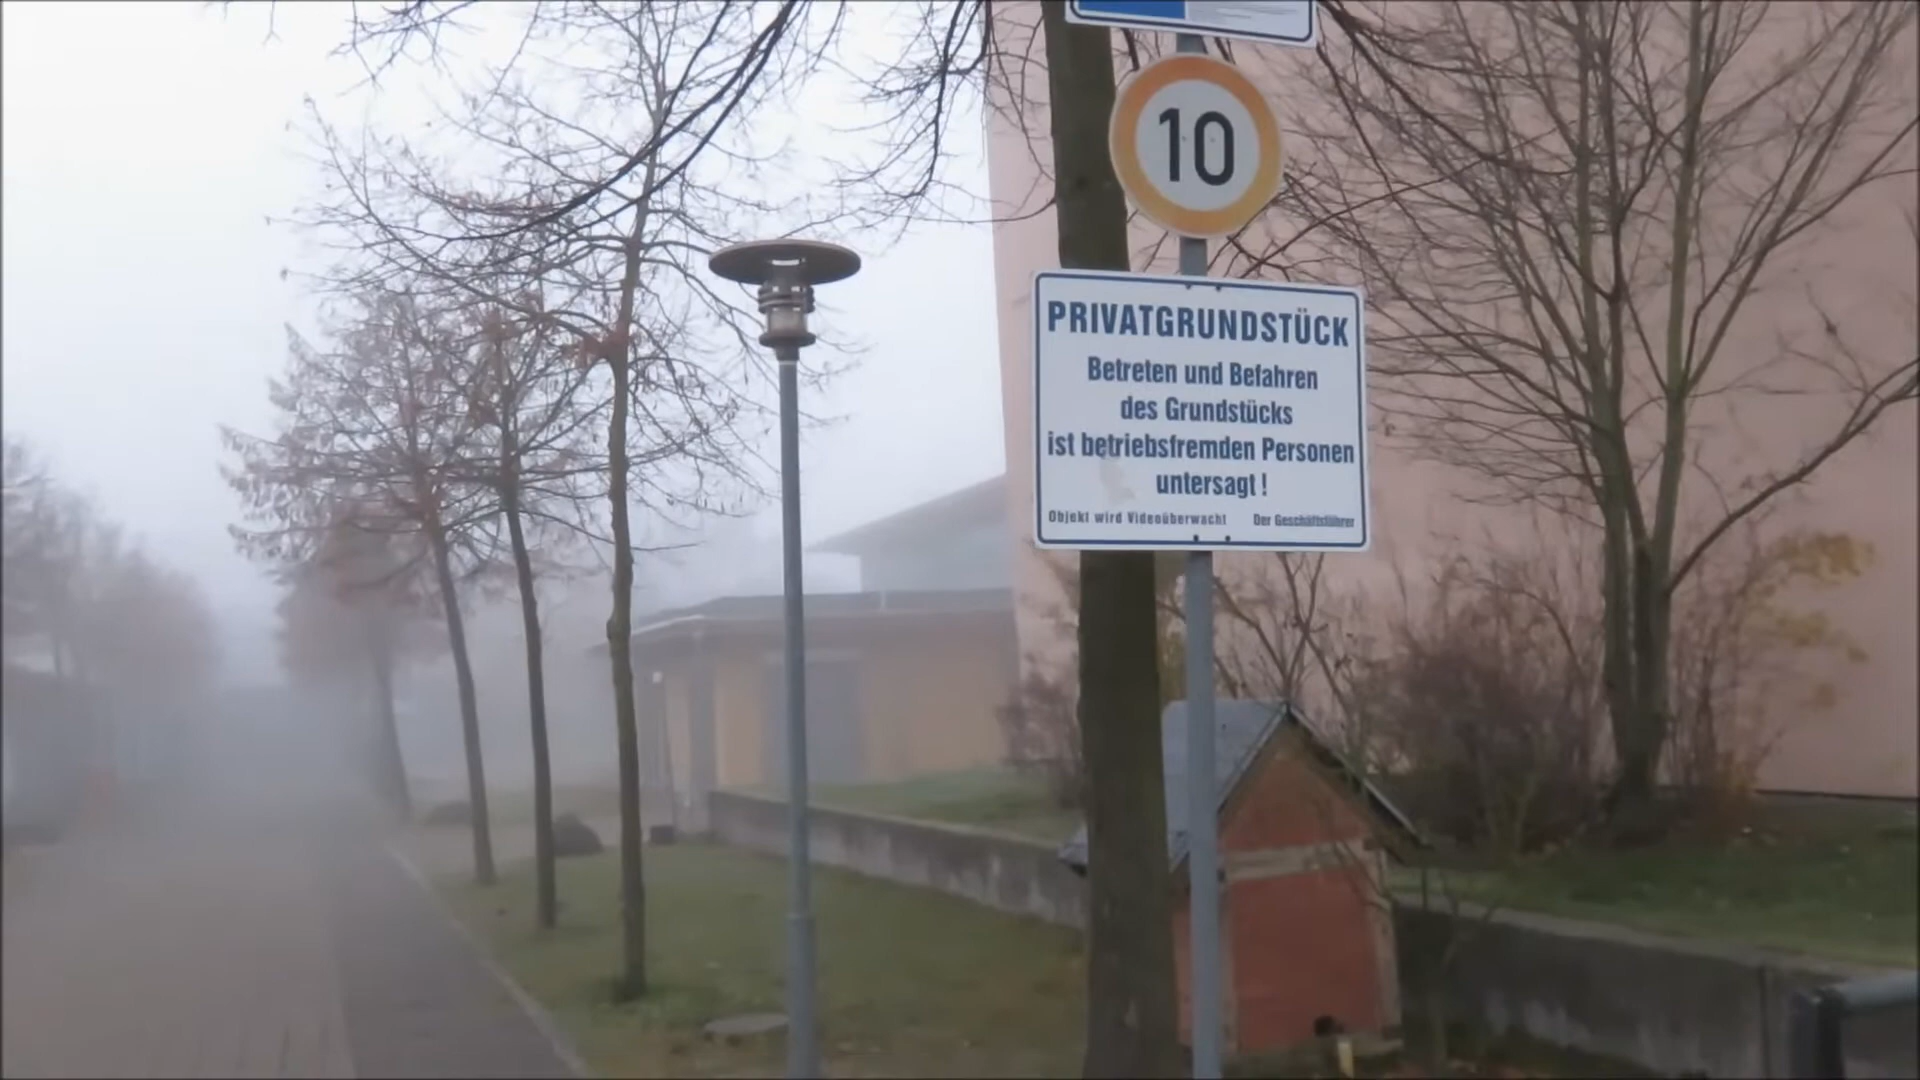 10
PRIVATGRUNDSTÜCK
Betreten und Befahren
des Grundstücks
ist betriebsfremden Personen
untersagt !
Objekt wird Videoüberwacht Der Geschäftsführer